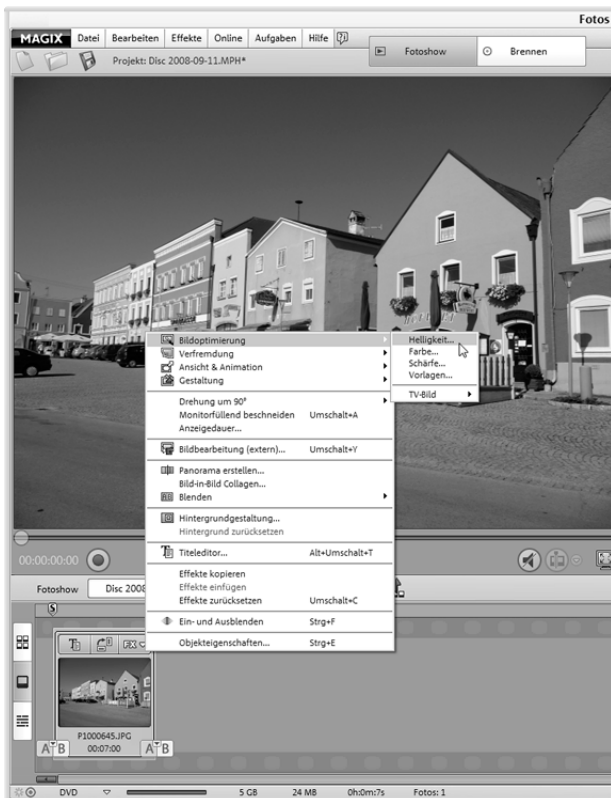 Fotos
MAGIX Datei Bearbeiten Effekte Online Aufgaben Hilfe
Fotoshow Brennen
Projekt: Disc 2008-09-11.MPH*
Bildoptimierung
Verfremdung
Ansicht & Animation
Gestaltung
Drehung um 90°
Monitorfüllend beschneiden Umschalt+A
Anzeigedauer...
Bildbearbeitung (extern)... Umschalt+Y
Panorama erstellen...
Bild-in-Bild Collagen...
Blenden
Hintergrundgestaltung...
Hintergrund zurücksetzen
Titeleditor... Alt+Umschalt+T
Effekte kopieren
Effekte einfügen
Effekte zurücksetzen Umschalt+C
Ein- und Ausblenden Strg+F
Objekteigenschaften... Strg+E
Helligkeit...
Farbe...
Schärfe...
Vorlagen...
TV-Bild
00:00:00:00
Fotoshow Disc 2008
S
FX
P1000645.JPG
A B 00:07:00 A B
DVD 5 GB 24 MB 0h:0m:7s Fotos: 1